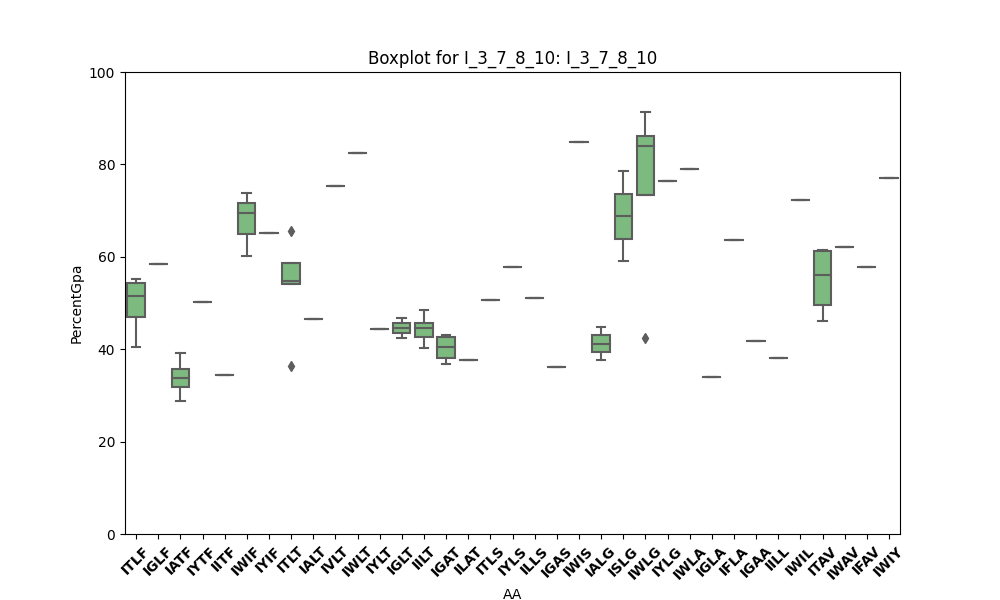 Boxplot for I_3_7_8_10: I_3_7_8_10
100
80
60
40
20
0
PercentGpa
ITLF IGLF IATF IYTF IITF IWIF IYIF ITLT IALT IVLT IWLT IYLT IGLT IILT IGAT ILAT ITLS IYLS ILLS IGAS IWIS IALG ISLG IWLG IYLG IWLA IGLA IFLA IGAA IILL IWIL ITAV IWAV IFAV IWIY
AA